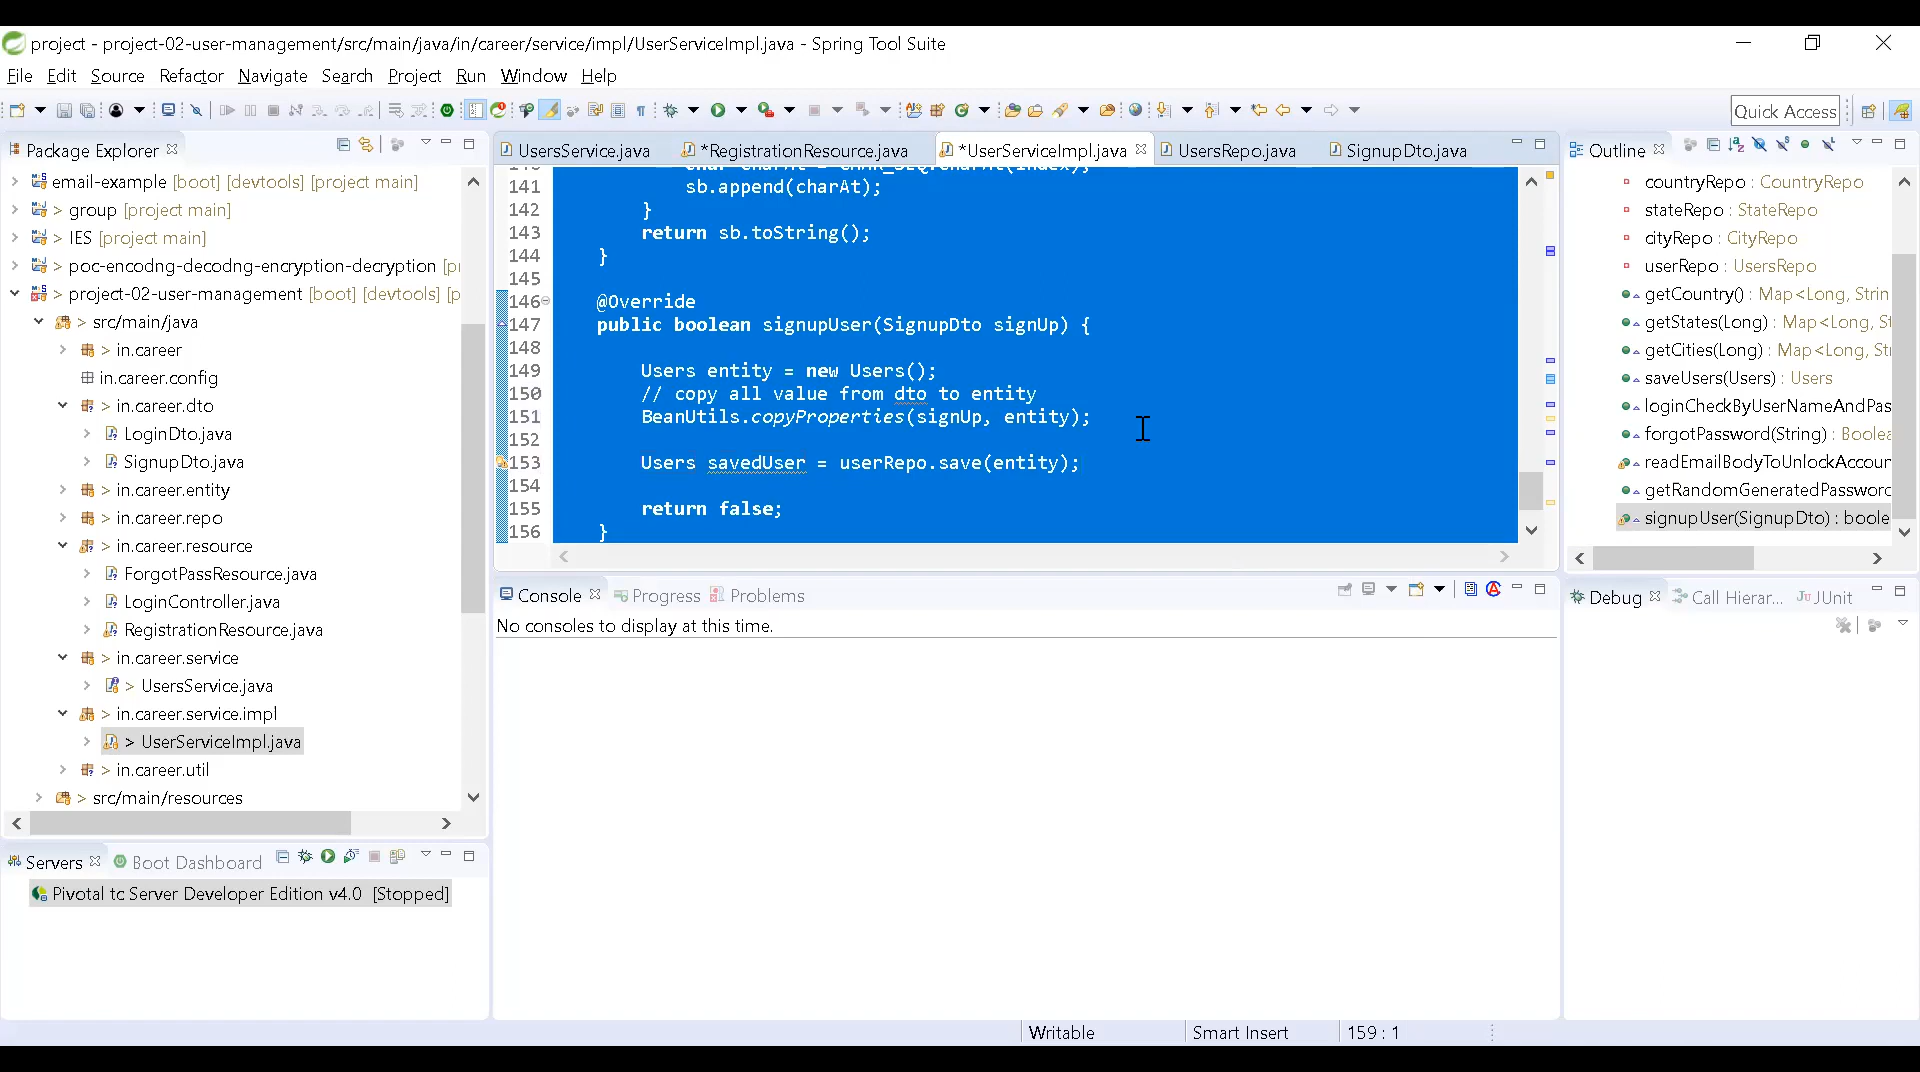 project - project-02-user-management/src/main/java/in/career/service/impl/UserServiceImpl.java - Spring Tool Suite
File Edit Source Refactor Navigate Search Project Run Window Help
Quick Access
Package Explorer
email-example [boot] [devtools] [project main]
> group [project main]
> IES [project main]
> poc-encodng-decodng-encryption-decryption [p
> project-02-user-management [boot] [devtools] [p
> src/main/java
> in.career
in.career.config
> in.career.dto
LoginDto.java
SignupDto.java
> in.career.entity
> in.career.repo
> in.career.resource
ForgotPassResource.java
LoginController.java
RegistrationResource.java
> in.career.service
> UsersService.java
> in.career.service.impl
> UserServiceImpl.java
> in.career.util
> src/main/resources
Servers Boot Dashboard
Pivotal tc Server Developer Edition v4.0 [Stopped]
UsersService.java *RegistrationResource.java *UserServiceImpl.java UsersRepo.java SignupDto.java
141 sb.append(charAt);
142 }
143 return sb.toString();
144 }
145
146 @Override
147 public boolean signupUser(SignupDto signUp) {
148
149 Users entity = new Users();
150 // copy all value from dto to entity
151 BeanUtils.copyProperties(signUp, entity);
152
153 Users savedUser = userRepo.save(entity);
154
155 return false;
156 }
Console Progress Problems
No consoles to display at this time.
Outline
countryRepo : CountryRepo
stateRepo : StateRepo
cityRepo : CityRepo
userRepo : UsersRepo
getCountry() : Map<Long, Strin
getStates(Long) : Map<Long, St
getCities(Long) : Map<Long, Stri
saveUsers(Users) : Users
loginCheckByUserNameAndPas
forgotPassword(String) : Boolea
readEmailBodyToUnlockAccour
getRandomGeneratedPassword
signupUser(SignupDto) : boole
Debug Call Hierar... JUnit
Writable Smart Insert 159 : 1